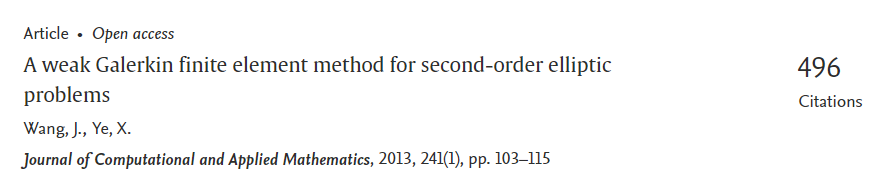 Article • Open access
A weak Galerkin finite element method for second-order elliptic
problems
496
Citations
Wang, J., Ye, X.
Journal of Computational and Applied Mathematics, 2013, 241(1), pp. 103–115